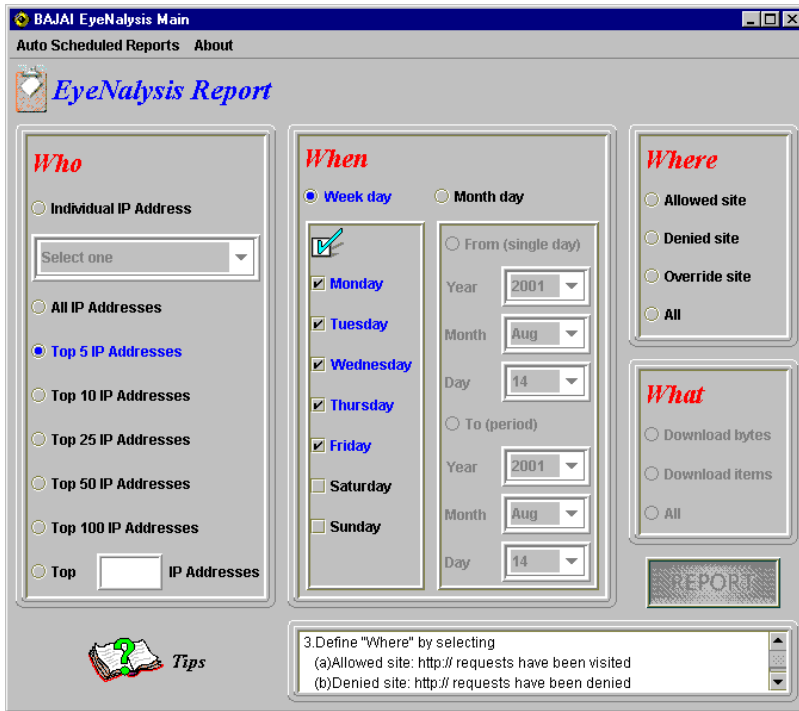 BAJAI EyeNalysis Main
Auto Scheduled Reports About
EyeNalysis Report
Who
Individual IP Address
Select one
All IP Addresses
Top 5 IP Addresses
Top 10 IP Addresses
Top 25 IP Addresses
Top 50 IP Addresses
Top 100 IP Addresses
Top IP Addresses
When
Week day Month day
Monday
Tuesday
Wednesday
Thursday
Friday
Saturday
Sunday
From (single day)
Year 2001
Month Aug
Day 14
To (period)
Year 2001
Month Aug
Day 14
Where
Allowed site
Denied site
Override site
All
What
Download bytes
Download items
All
REPORT
Tips
3.Define "Where" by selecting
(a)Allowed site: http:// requests have been visited
(b)Denied site: http:// requests have been denied